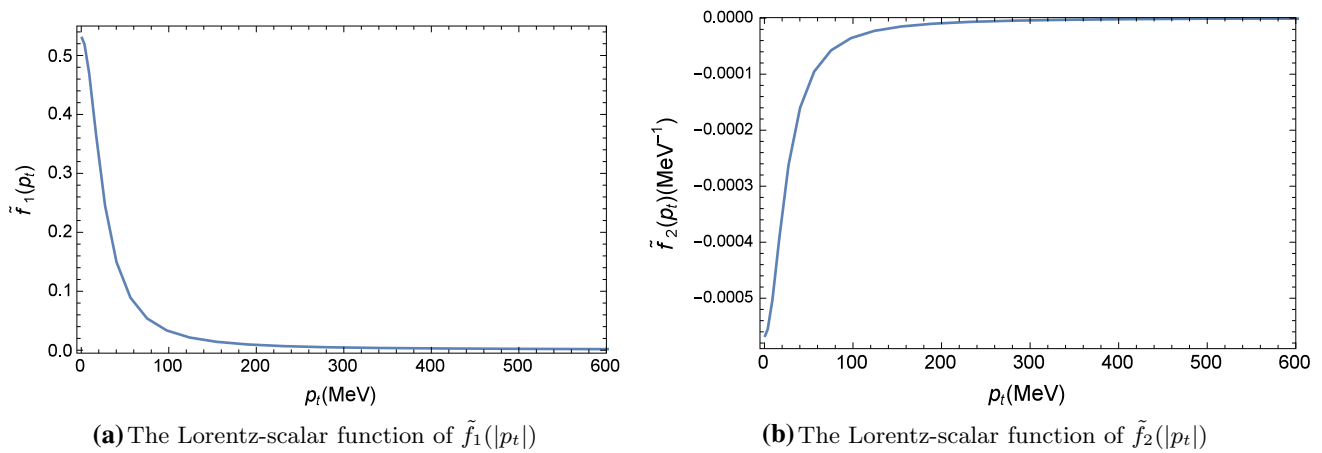 0.5
0.4
0.3
0.2
0.1
0.0
f̃ 1(pt)
0 100 200 300 400 500 600
pt(MeV)
(a) The Lorentz-scalar function of f̃1(|pt|)
0.0000
−0.0001
−0.0002
−0.0003
−0.0004
−0.0005
f̃ 2(pt)(MeV−1)
0 100 200 300 400 500 600
pt(MeV)
(b) The Lorentz-scalar function of f̃2(|pt|)